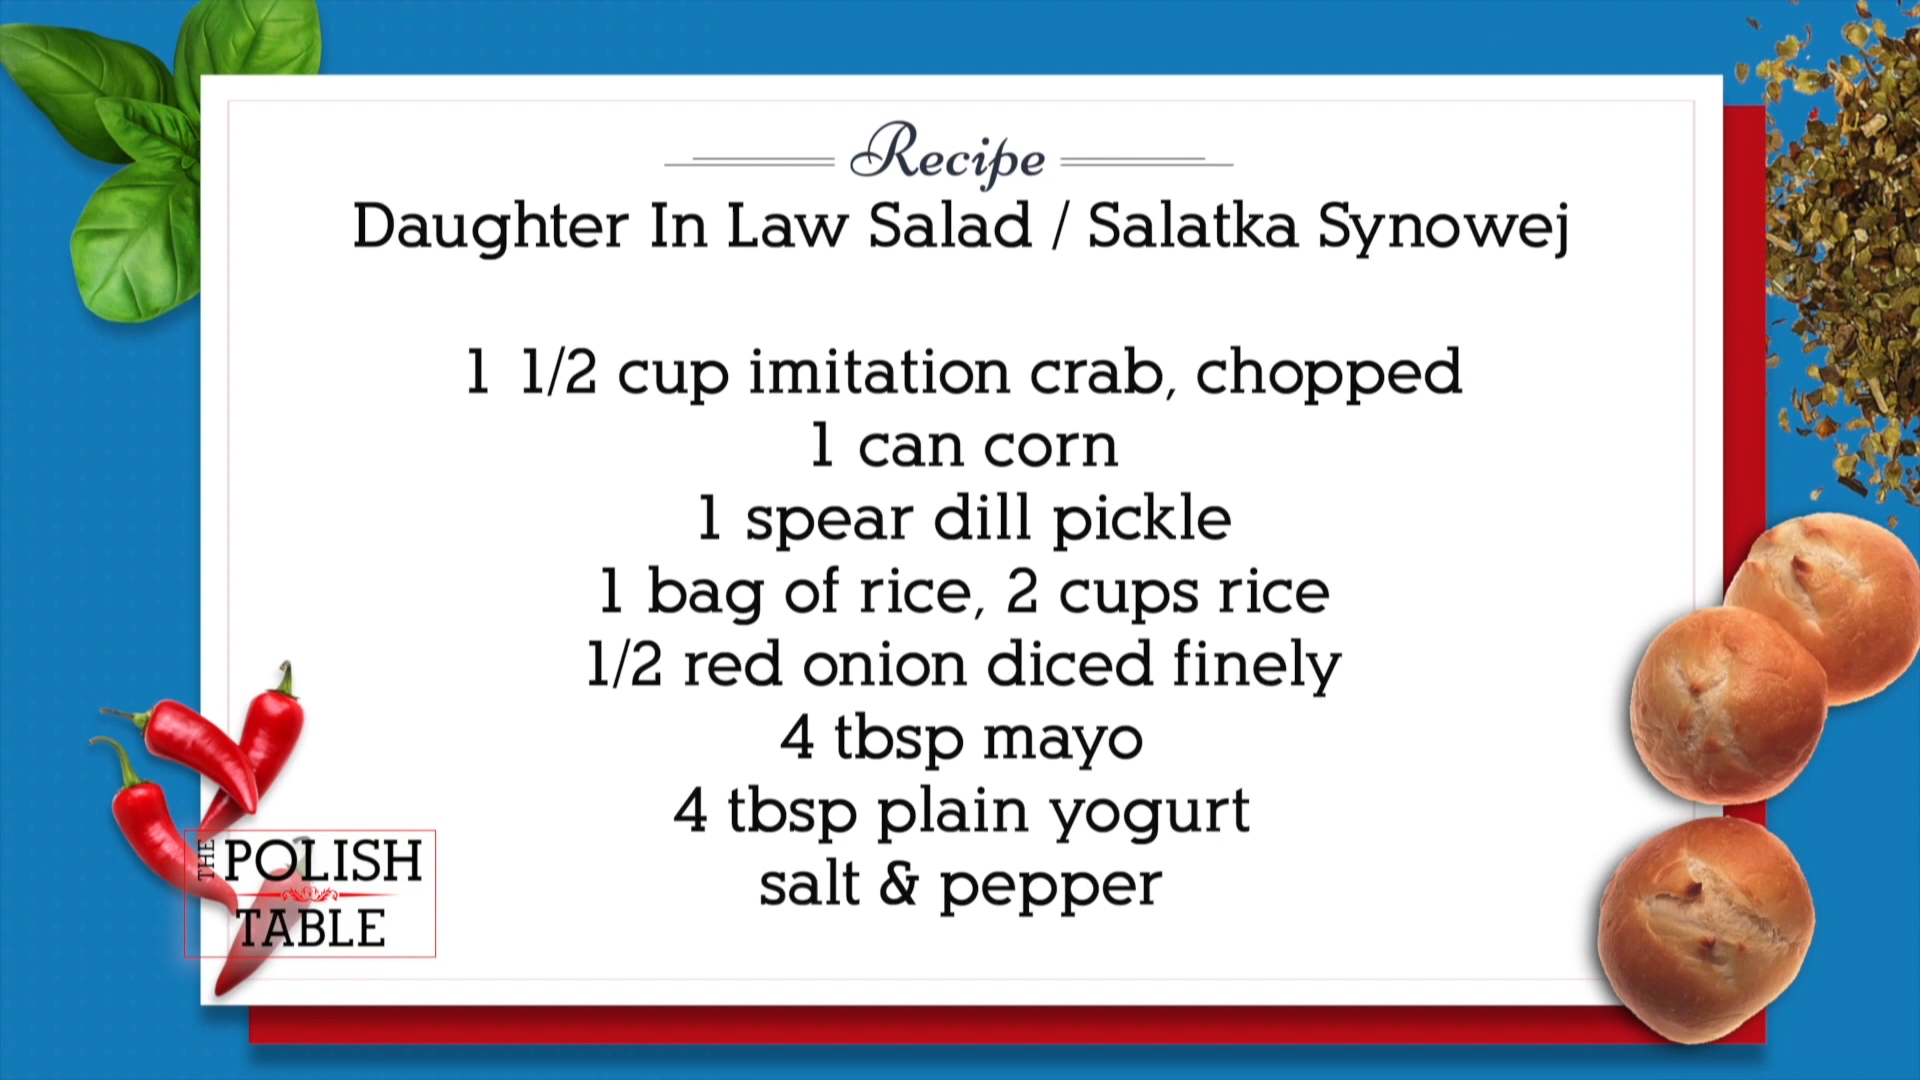 Recipe
Daughter In Law Salad / Salatka Synowej
1 1/2 cup imitation crab, chopped
1 can corn
1 spear dill pickle
1 bag of rice, 2 cups rice
1/2 red onion diced finely
4 tbsp mayo
4 tbsp plain yogurt
salt & pepper
THE POLISH
TABLE